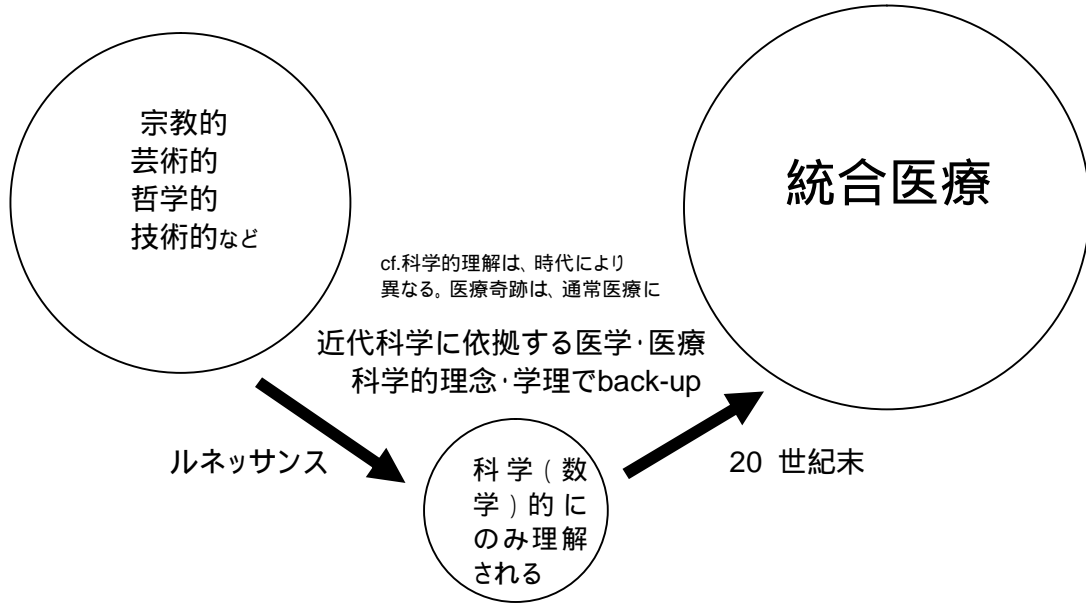 宗教的
芸術的
哲学的
技術的など
統合医療
cf.科学的理解は、時代により
異なる。医療奇跡は、通常医療に
近代科学に依拠する医学・医療
科学的理念・学理でback-up
ルネッサンス
科学(数
学)的に
のみ理解
される
20 世紀末